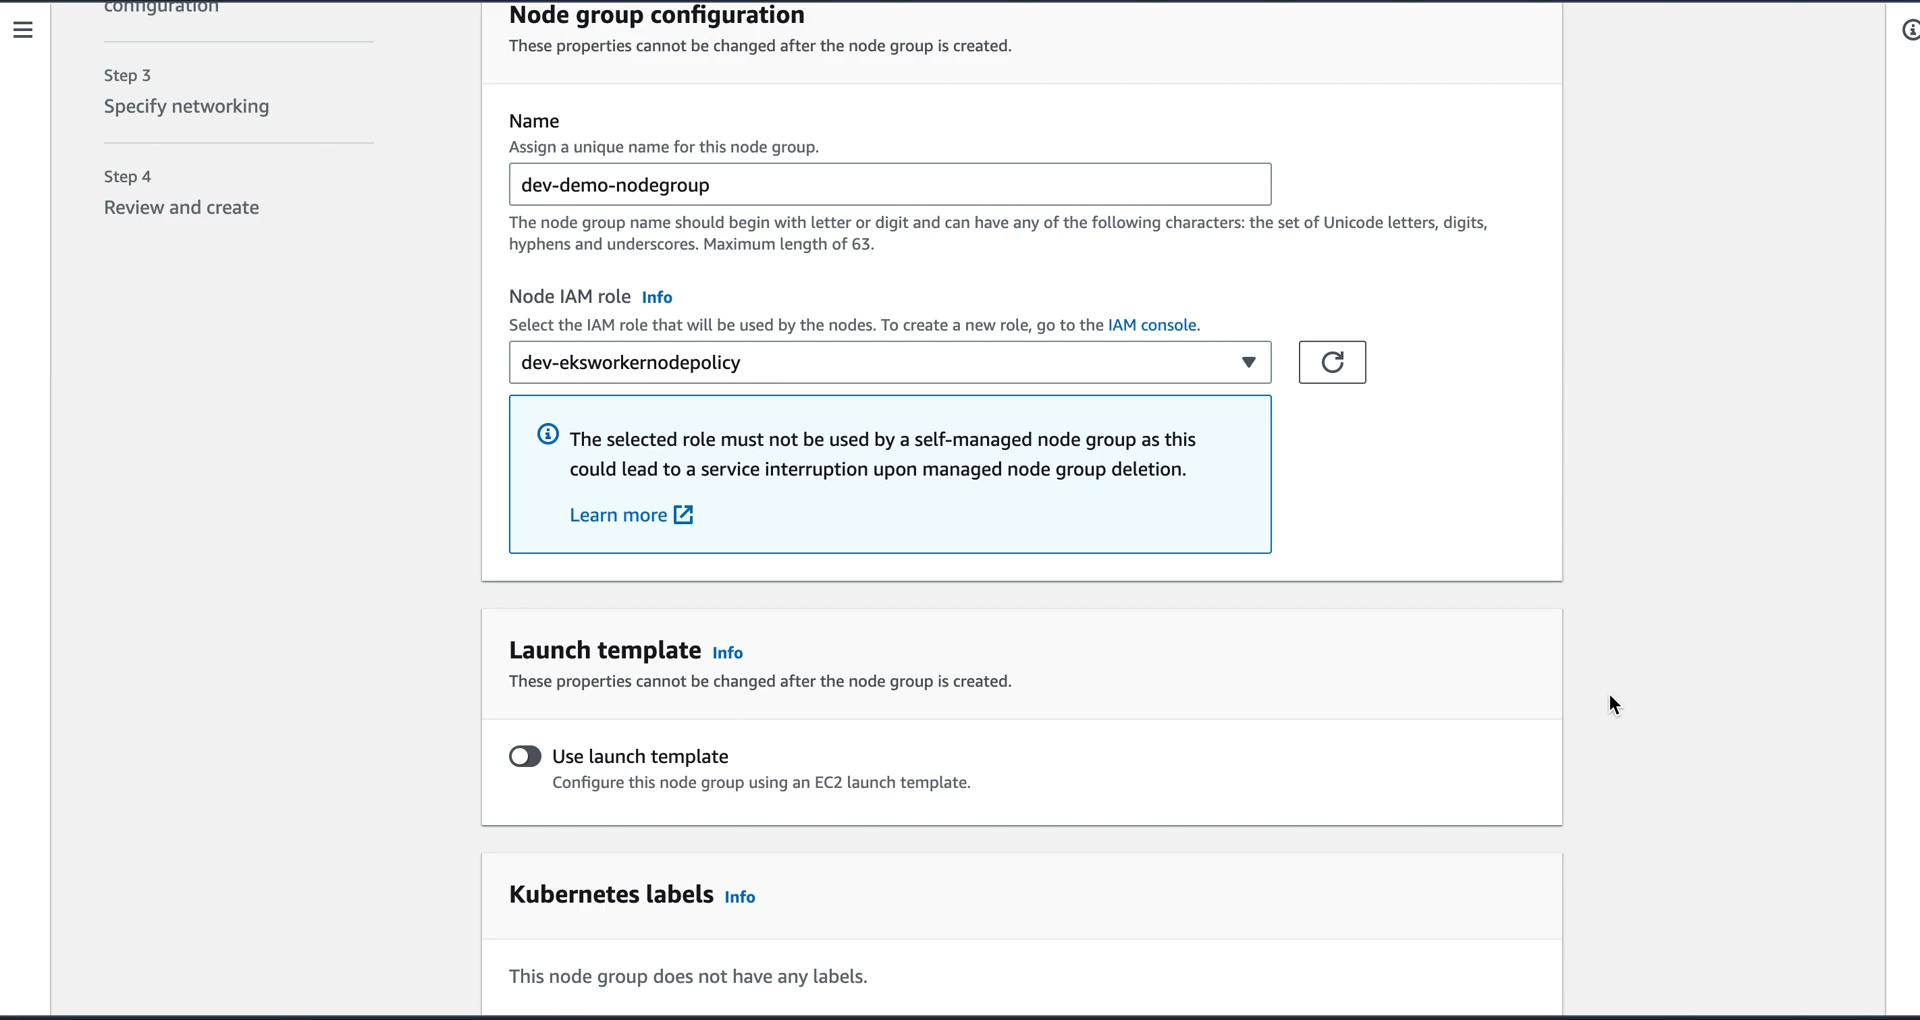 configuration
Step 3
Specify networking
Step 4
Review and create
Node group configuration
These properties cannot be changed after the node group is created.
Name
Assign a unique name for this node group.
dev-demo-nodegroup
The node group name should begin with letter or digit and can have any of the following characters: the set of Unicode letters, digits,
hyphens and underscores. Maximum length of 63.
Node IAM role Info
Select the IAM role that will be used by the nodes. To create a new role, go to the IAM console.
dev-eksworkernodepolicy
The selected role must not be used by a self-managed node group as this
could lead to a service interruption upon managed node group deletion.
Learn more
Launch template Info
These properties cannot be changed after the node group is created.
Use launch template
Configure this node group using an EC2 launch template.
Kubernetes labels Info
This node group does not have any labels.